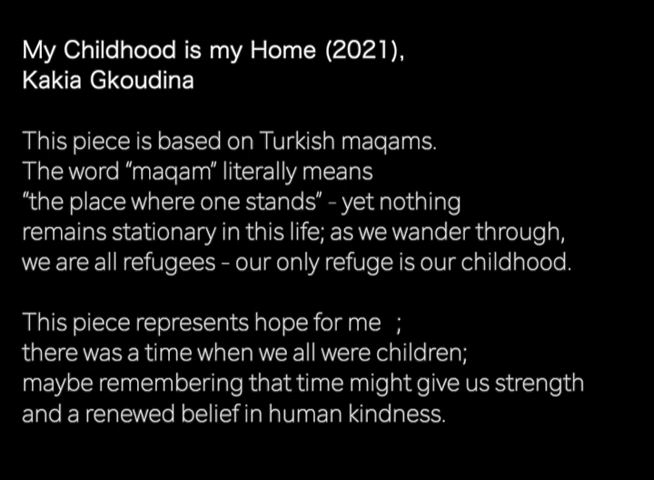 My Childhood is my Home (2021),
Kakia Gkoudina
This piece is based on Turkish maqams.
The word “maqam” literally means
“the place where one stands” - yet nothing
remains stationary in this life; as we wander through,
we are all refugees - our only refuge is our childhood.
This piece represents hope for me  ;
there was a time when we all were children;
maybe remembering that time might give us strength
and a renewed belief in human kindness.